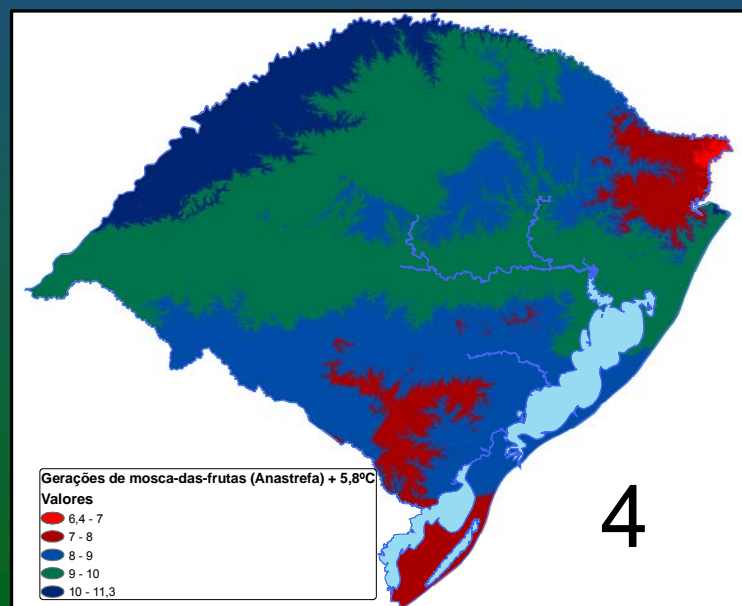 Gerações de mosca-das-frutas (Anastrefa) + 5,8ºC
Valores
6,4 - 7
7 - 8
8 - 9
9 - 10
10 - 11,3
4